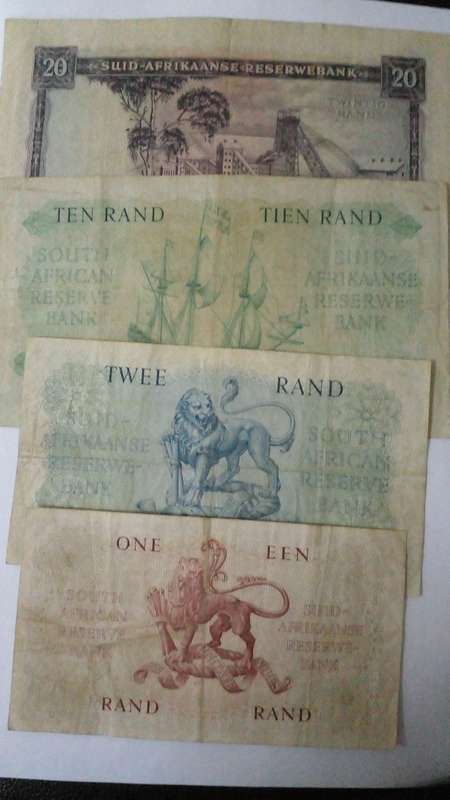 20 SUID-AFRIKAANSE RESERWEBANK 20
TWINTIG
RAND
TEN RAND TIEN RAND
SOUTH SUID-
AFRICAN AFRIKAANSE
RESERVE RESERWE-
BANK BANK
TWEE RAND
SUID- SOUTH
AFRIKAANSE AFRICAN
RESERWE- RESERVE
BANK BANK
ONE EEN
SOUTH SUID-
AFRICAN AFRIKAANSE
RESERVE RESERWE-
BANK BANK
RAND RAND